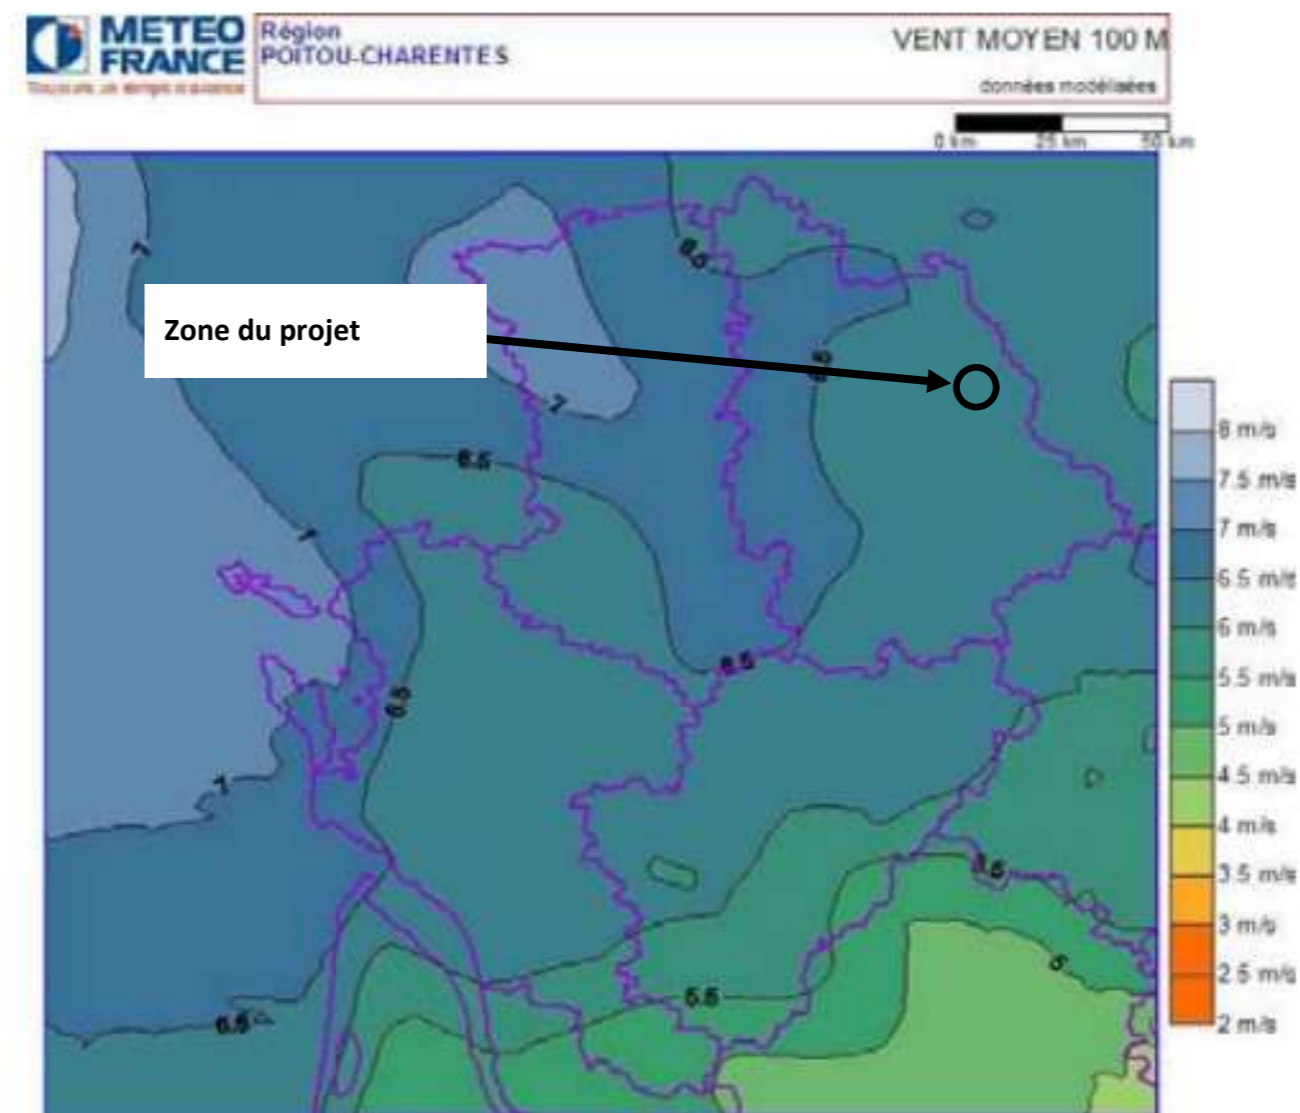 METEO
FRANCE
Région
POITOU-CHARENTES
VENT MOYEN 100 M
données modélisées
0 km
25 km
50 km
7
6.5
Zone du projet
6.5
7
6.5
7
8 m/s
7.5 m/s
7 m/s
6.5 m/s
6 m/s
5.5 m/s
5 m/s
4.5 m/s
4 m/s
3.5 m/s
3 m/s
2.5 m/s
2 m/s
6.5
6.5
7
5.5
5
5.5
6.5